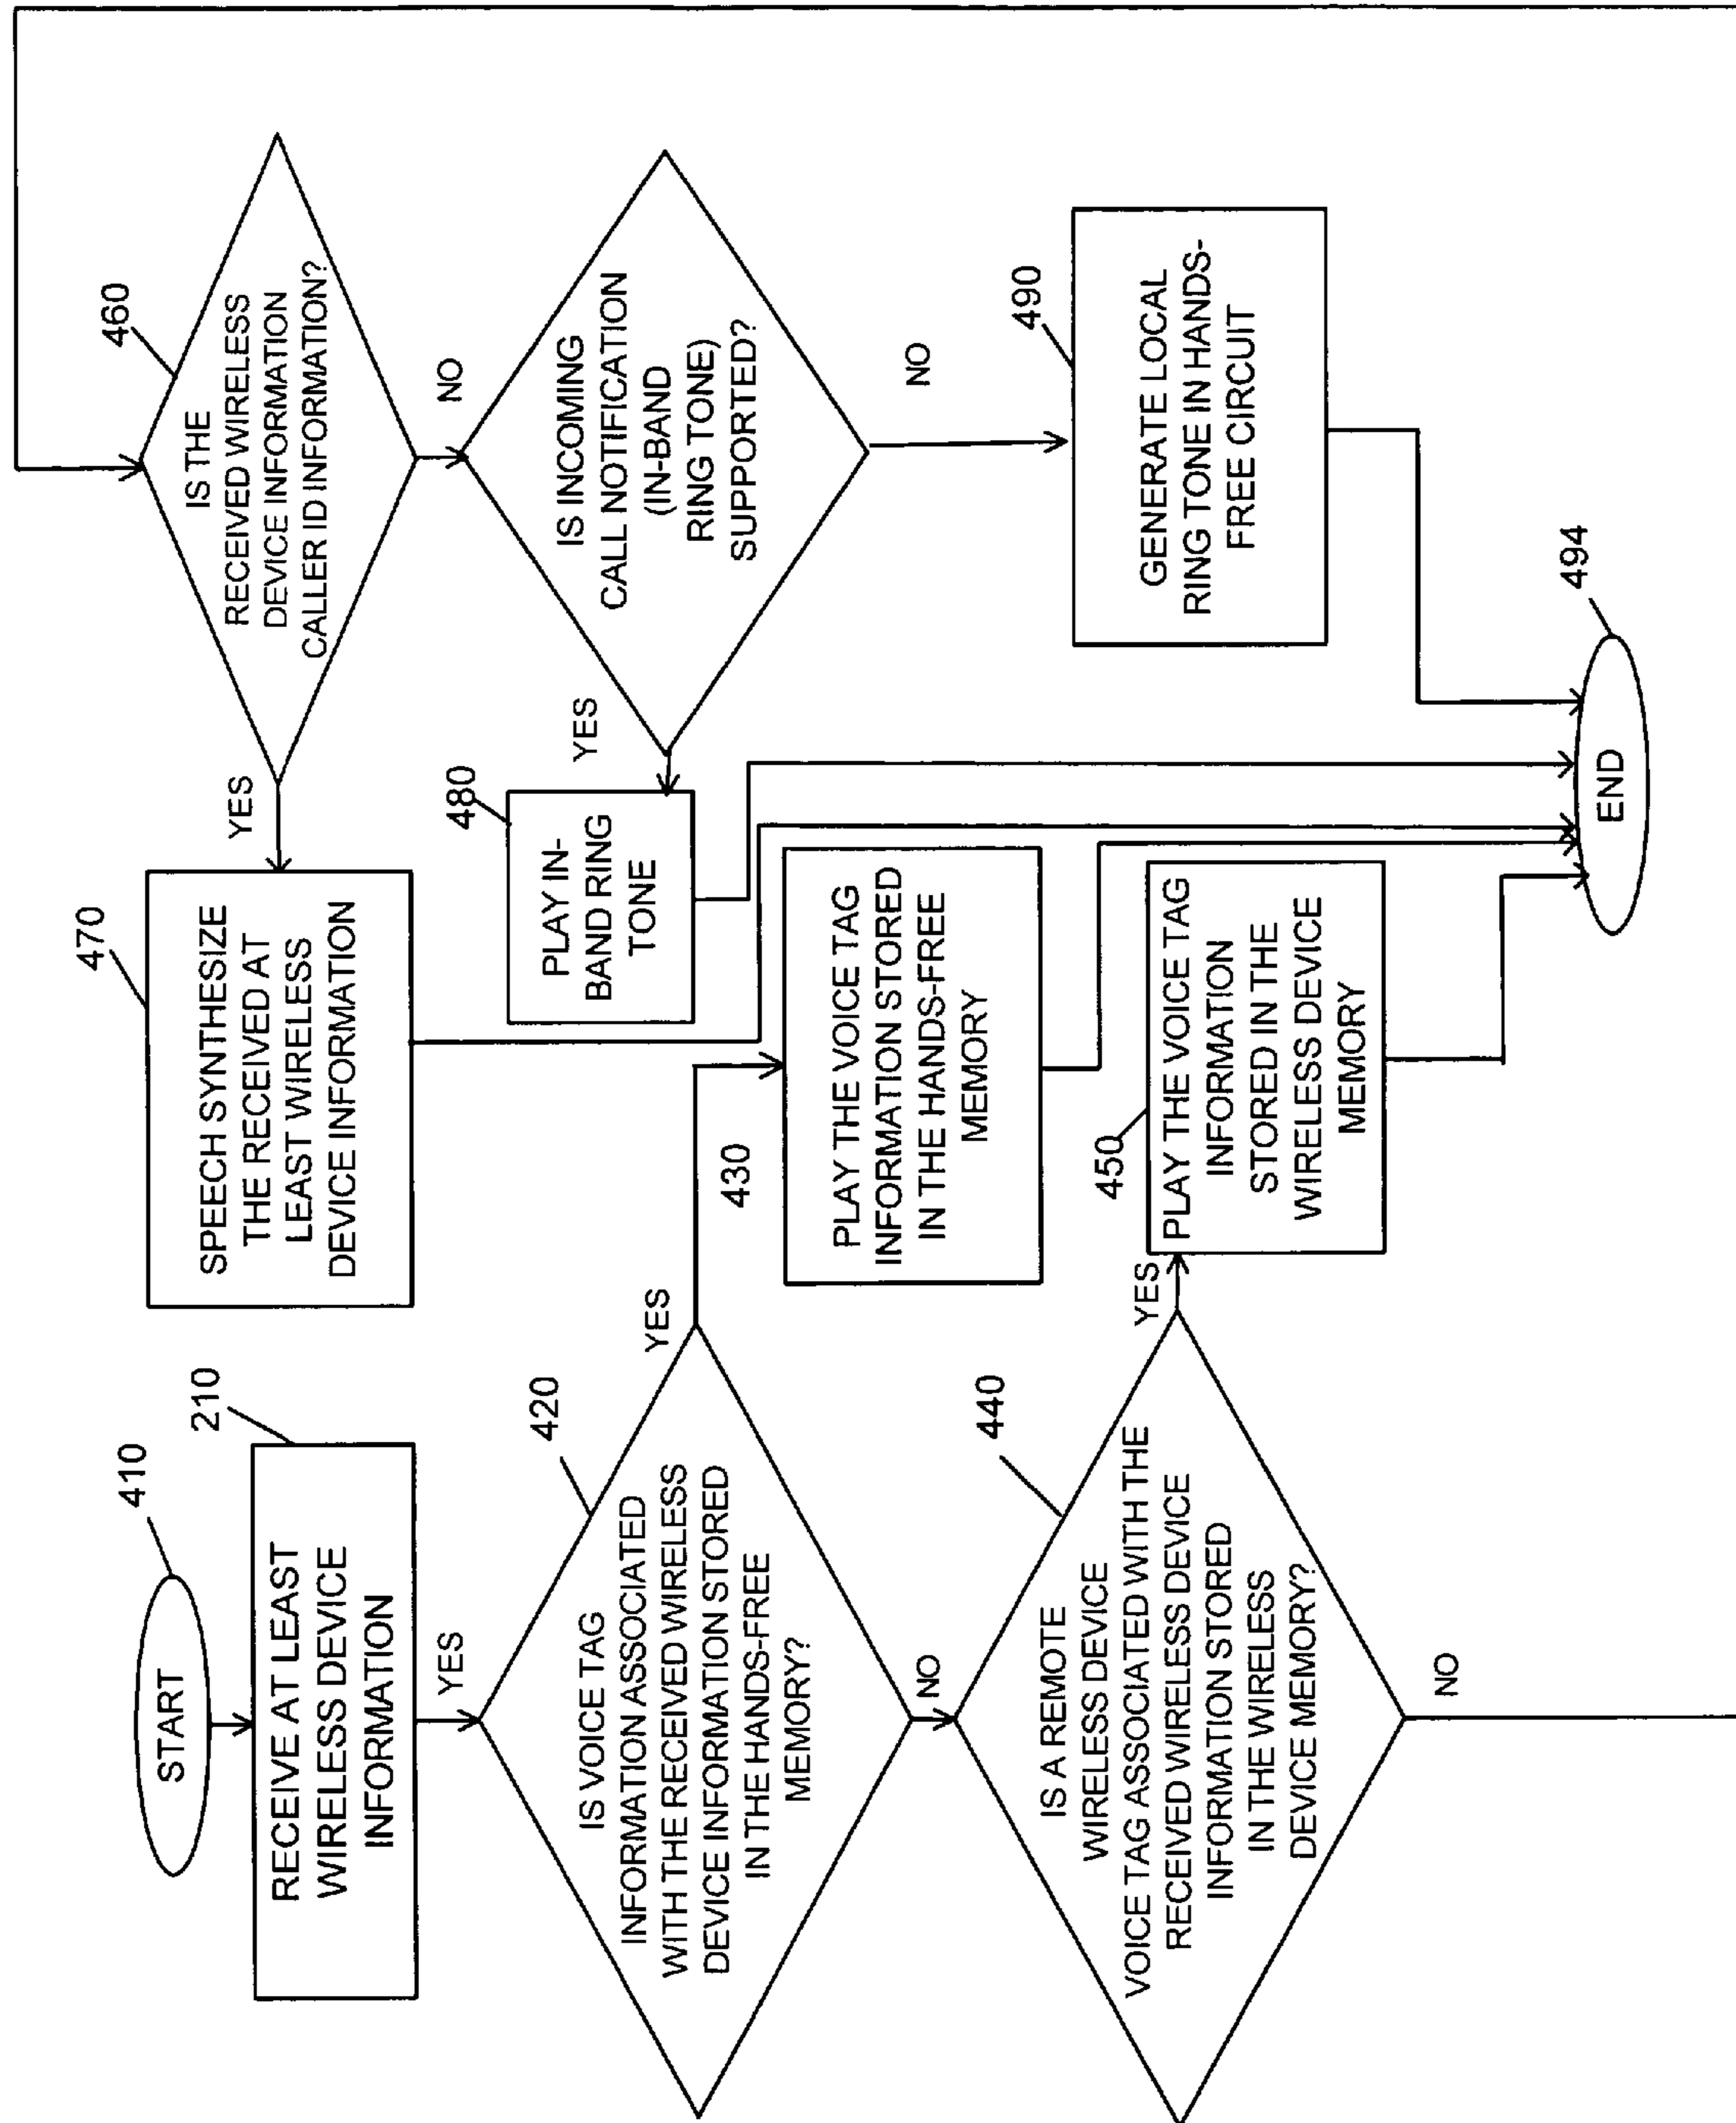 410
START
210
RECEIVE AT LEAST
WIRELESS DEVICE
INFORMATION
YES
420
IS VOICE TAG
INFORMATION ASSOCIATED
WITH THE RECEIVED WIRELESS
DEVICE INFORMATION STORED
IN THE HANDS-FREE
MEMORY?
YES
NO
430
PLAY THE VOICE TAG
INFORMATION STORED
IN THE HANDS-FREE
MEMORY
440
IS A REMOTE
WIRELESS DEVICE
VOICE TAG ASSOCIATED WITH THE
RECEIVED WIRELESS DEVICE
INFORMATION STORED
IN THE WIRELESS
DEVICE MEMORY?
YES
NO
450
PLAY THE VOICE TAG
INFORMATION
STORED IN THE
WIRELESS DEVICE
MEMORY
460
IS THE
RECEIVED WIRELESS
DEVICE INFORMATION
CALLER ID INFORMATION?
YES
NO
470
SPEECH SYNTHESIZE
THE RECEIVED AT
LEAST WIRELESS
DEVICE INFORMATION
IS INCOMING
CALL NOTIFICATION
(IN-BAND
RING TONE)
SUPPORTED?
YES
NO
480
PLAY IN-
BAND RING
TONE
490
GENERATE LOCAL
RING TONE IN HANDS-
FREE CIRCUIT
494
END